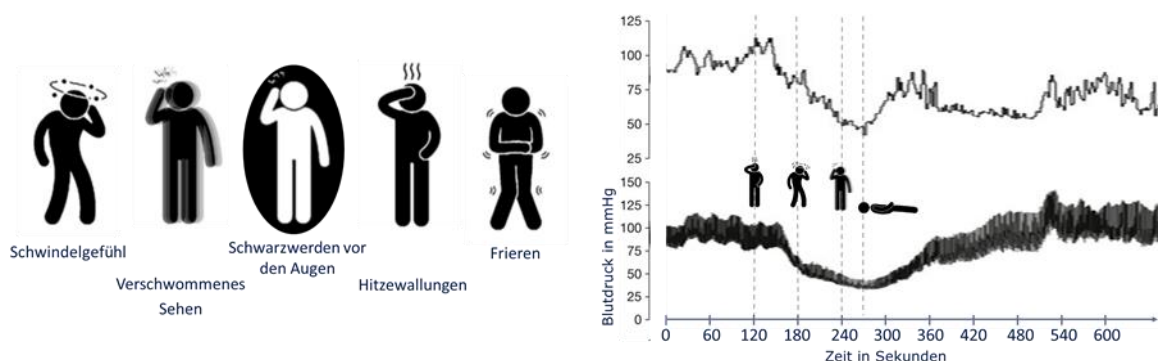 Schwindelgefühl
Verschwommenes
Sehen
Schwarzwerden vor
den Augen
Hitzewallungen
Frieren
125
100
75
50
25
Blutdruck in mmHg
150
125
100
75
50
25
0
0 60 120 180 240 300 360 420 480 540 600
Zeit in Sekunden